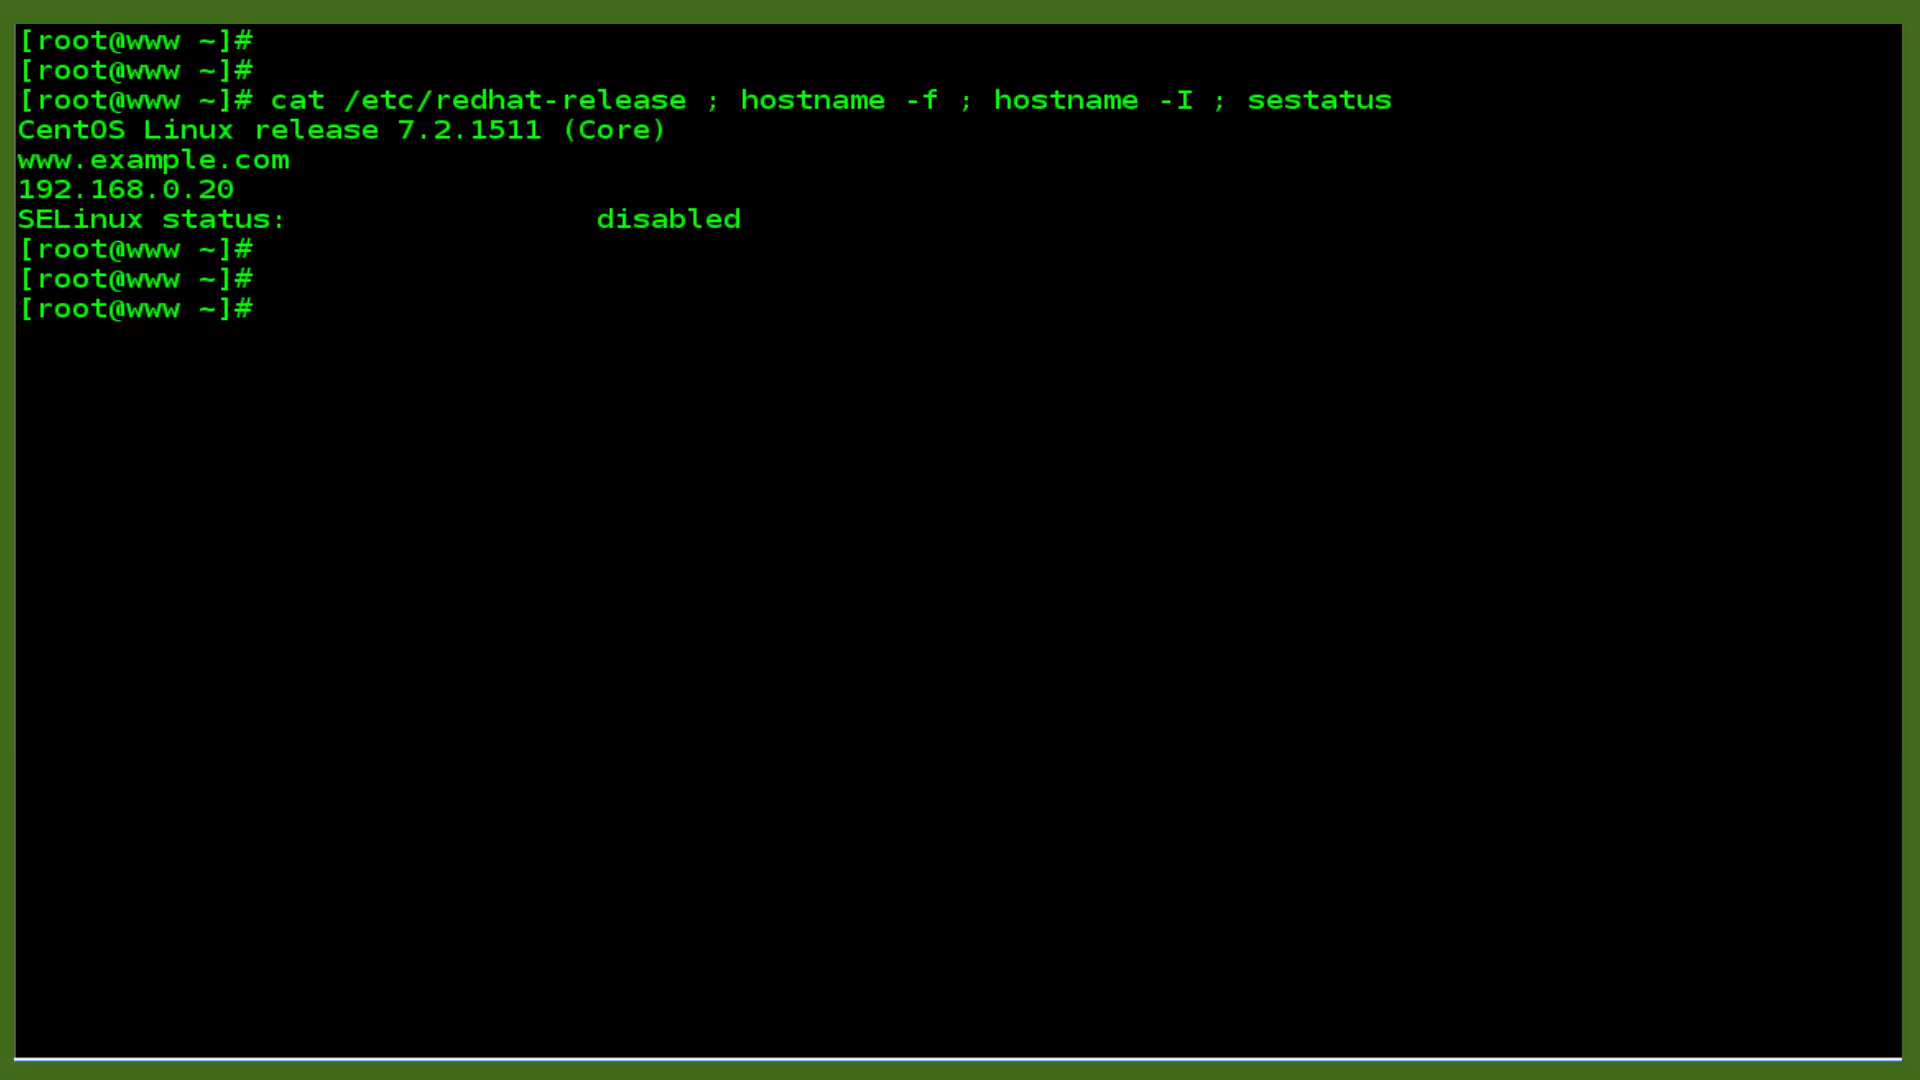 [root@www ~]#
[root@www ~]#
[root@www ~]# cat /etc/redhat-release ; hostname -f ; hostname -I ; sestatus
CentOS Linux release 7.2.1511 (Core)
www.example.com
192.168.0.20
SELinux status:                 disabled
[root@www ~]#
[root@www ~]#
[root@www ~]#